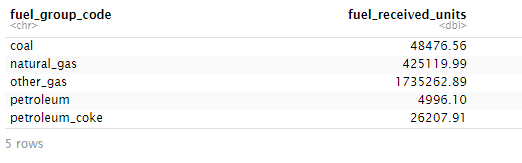 fuel_group_code fuel_received_units
<chr> <dbl>
coal 48476.56
natural_gas 425119.99
other_gas 1735262.89
petroleum 4996.10
petroleum_coke 26207.91
5 rows